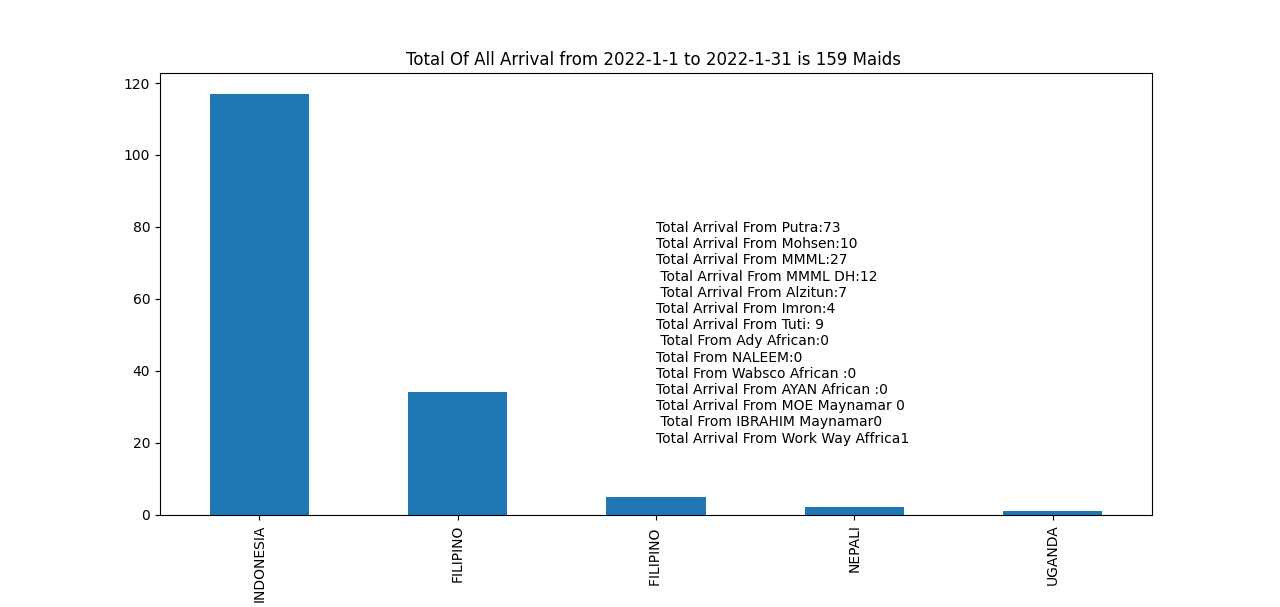 Total Of All Arrival from 2022-1-1 to 2022-1-31 is 159 Maids
120
100
80
60
40
20
0
Total Arrival From Putra:73
Total Arrival From Mohsen:10
Total Arrival From MMML:27
Total Arrival From MMML DH:12
Total Arrival From Alzitun:7
Total Arrival From Imron:4
Total Arrival From Tuti: 9
Total From Ady African:0
Total From NALEEM:0
Total From Wabsco African :0
Total Arrival From AYAN African :0
Total Arrival From MOE Maynamar 0
Total From IBRAHIM Maynamar0
Total Arrival From Work Way Affrica1
INDONESIA
FILIPINO
FILIPINO
NEPALI
UGANDA